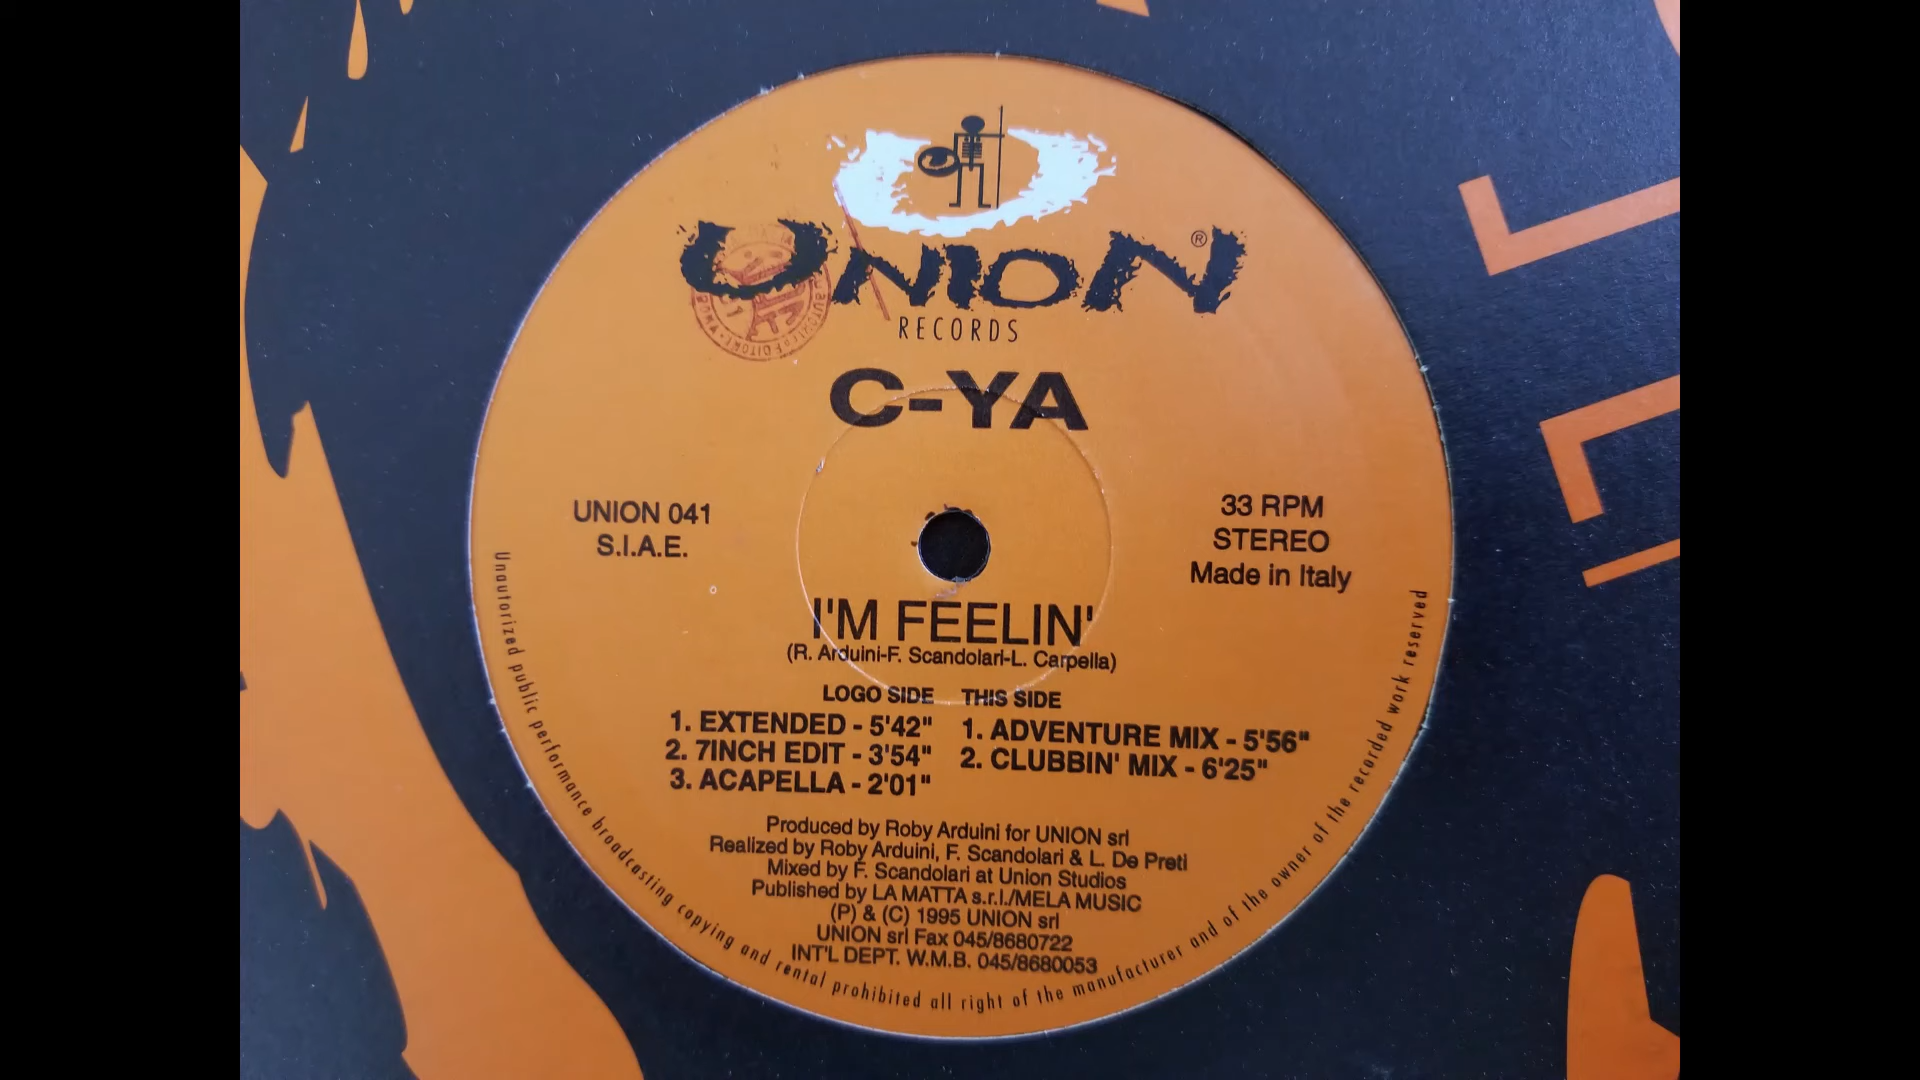 UNION
®
RECORDS
C-YA
UNION 041
S.I.A.E.
33 RPM
STEREO
Made in Italy
I'M FEELIN'
(R. Arduini-F. Scandolari-L. Carpella)
LOGO SIDE
1. EXTENDED - 5'42"
2. 7INCH EDIT - 3'54"
3. ACAPELLA - 2'01"
THIS SIDE
1. ADVENTURE MIX - 5'56"
2. CLUBBIN' MIX - 6'25"
Produced by Roby Arduini for UNION srl
Realized by Roby Arduini, F. Scandolari & L. De Preti
Mixed by F. Scandolari at Union Studios
Published by LA MATTA s.r.l./MELA MUSIC
(P) & (C) 1995 UNION srl
UNION srl Fax 045/8680722
INT'L DEPT. W.M.B. 045/8680053
Unautorized public performance broadcasting copying and rental prohibited all right of the manufacturer and of the owner of the recorded work reserved